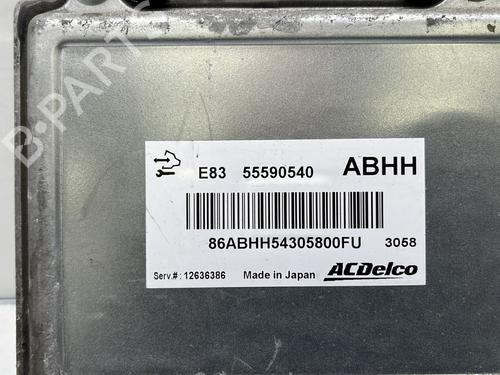 B-PARTS
E83 55590540 ABHH
86ABHH54305800FU 3058
Serv.#: 12636386 Made in Japan ACDelco